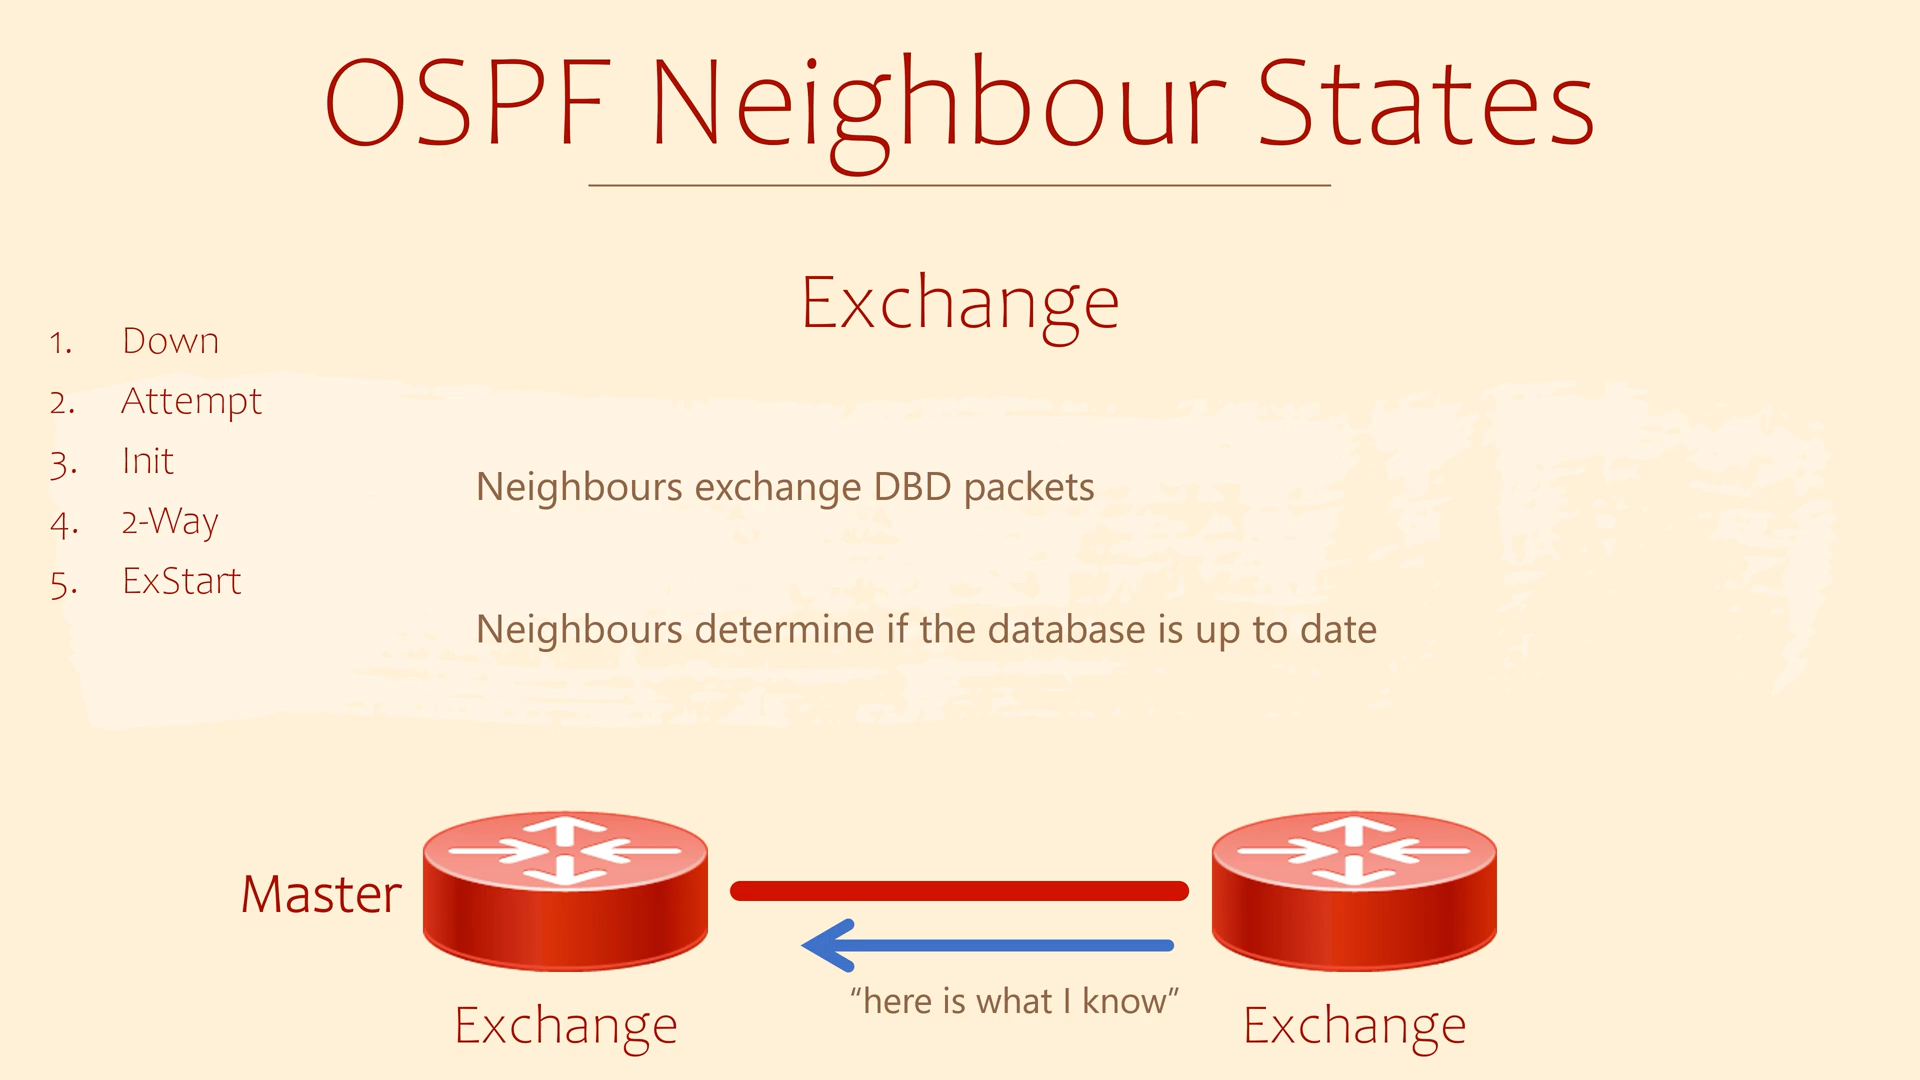 OSPF Neighbour States
Exchange
1. Down
2. Attempt
3. Init
4. 2-Way
5. ExStart
Neighbours exchange DBD packets
Neighbours determine if the database is up to date
Master
“here is what I know”
Exchange
Exchange